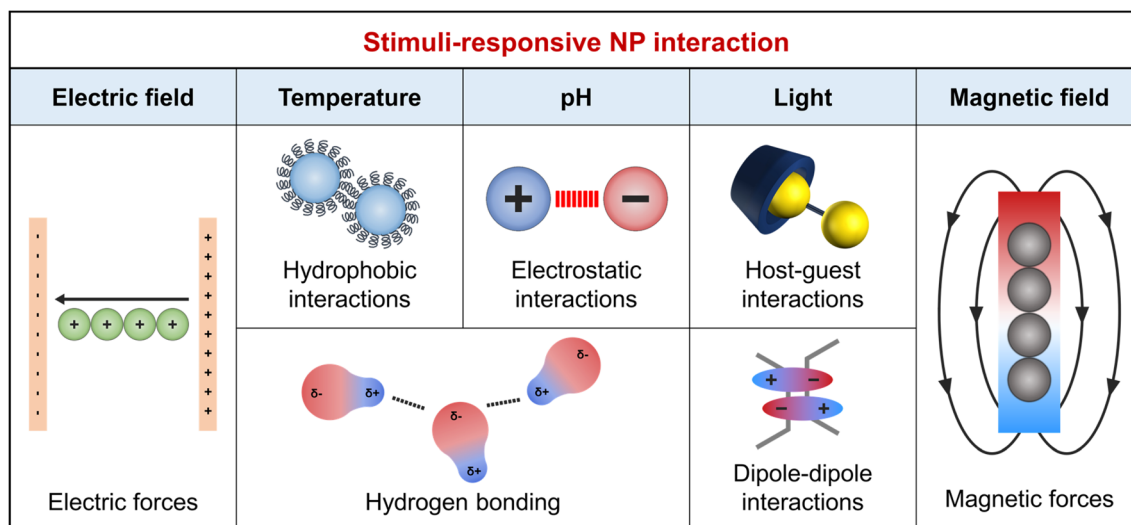 Stimuli-responsive NP interaction
Electric field
Temperature
pH
Light
Magnetic field
- +
+ + + +
Electric forces
Hydrophobic
interactions
+ -
Electrostatic
interactions
Host-guest
interactions
δ- δ+
δ- δ+
δ- δ+
Hydrogen bonding
+ -
- +
Dipole-dipole
interactions
Magnetic forces